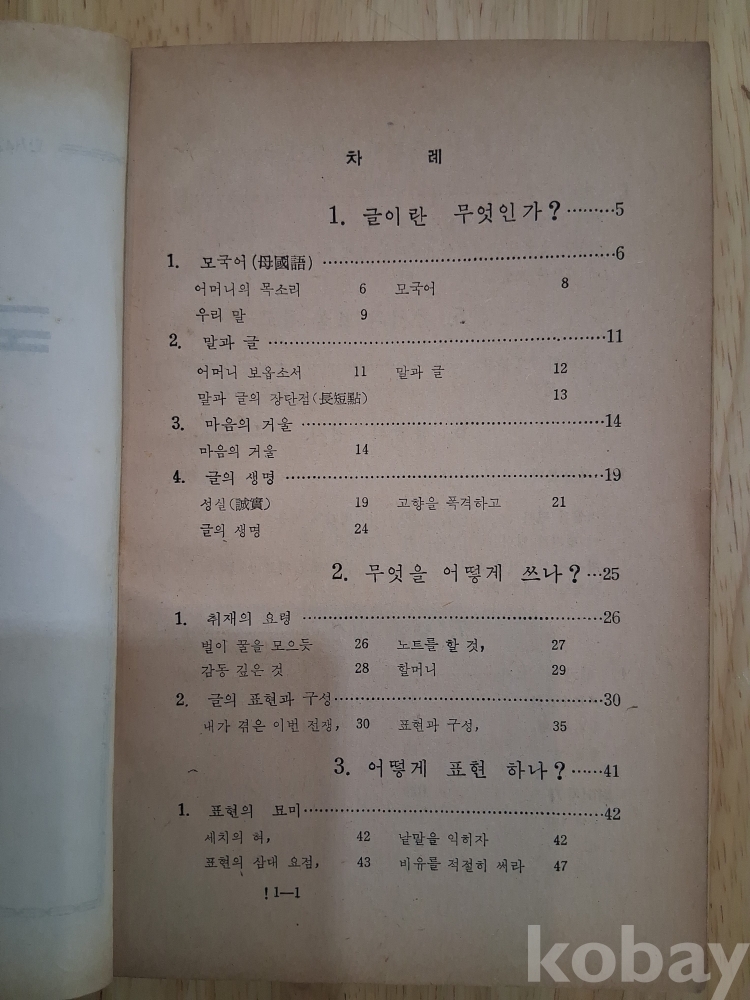 차 례
1. 글이란 무엇인가?·········5
1. 모국어(母國語)·········6
어머니의 목소리 6 모국어 8
우리 말 9
2. 말과 글·········11
어머니 보옵소서 11 말과 글 12
말과 글의 장단점(長短點) 13
3. 마음의 거울·········14
마음의 거울 14
4. 글의 생명·········19
성실(誠實) 19 고향을 폭격하고 21
글의 생명 24
2. 무엇을 어떻게 쓰나?···25
1. 취재의 요령·········26
벌이 꿀을 모으듯 26 노트를 할 것, 27
감동 깊은 것 28 할머니 29
2. 글의 표현과 구성·········30
내가 겪은 이번 전쟁, 30 표현과 구성, 35
3. 어떻게 표현 하나?······41
1. 표현의 묘미·········42
세치의 혀, 42 낱말을 익히자 42
표현의 삼대 요점, 43 비유를 적절히 써라 47
! 1—1
kobay